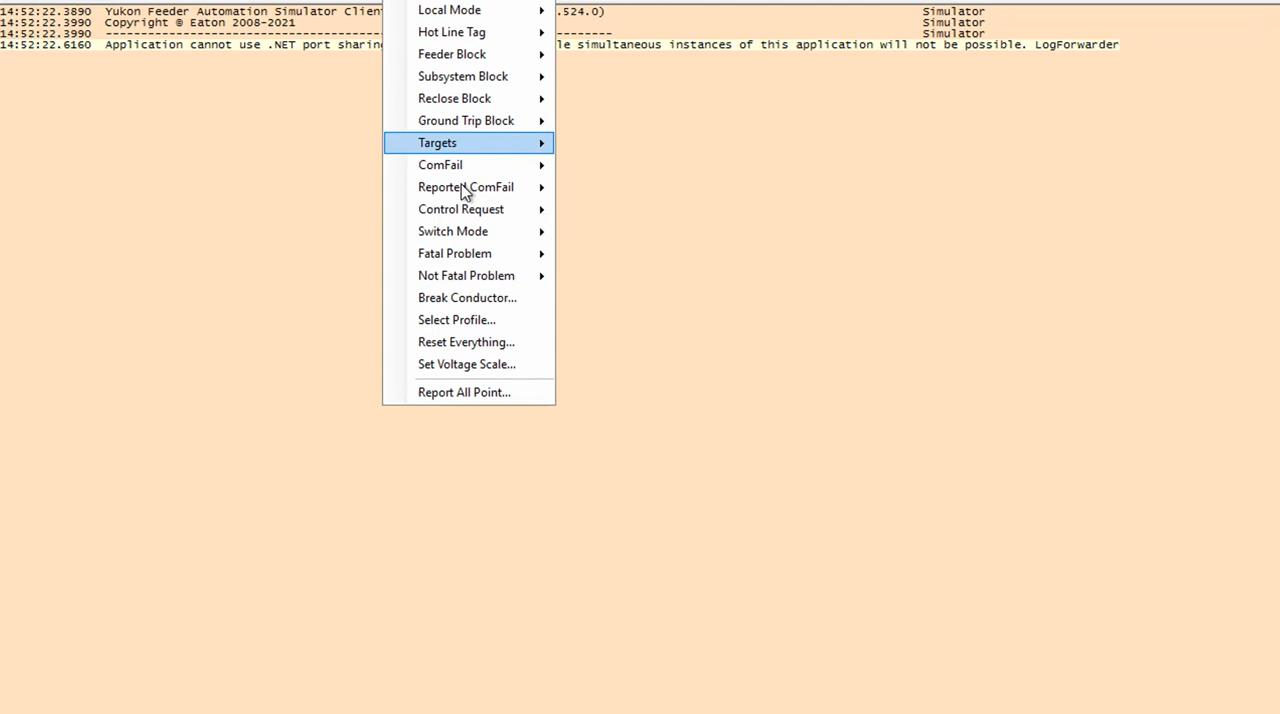 14:52:22.3890 Yukon Feeder Automation Simulator Clien .524.0) Simulator
14:52:22.3990 Copyright © Eaton 2008-2021 Simulator
14:52:22.3990 Simulator
14:52:22.6160 Application cannot use .NET port sharing le simultaneous instances of this application will not be possible. LogForwarder
Local Mode
Hot Line Tag
Feeder Block
Subsystem Block
Reclose Block
Ground Trip Block
Targets
ComFail
Reported ComFail
Control Request
Switch Mode
Fatal Problem
Not Fatal Problem
Break Conductor...
Select Profile...
Reset Everything...
Set Voltage Scale...
Report All Point...